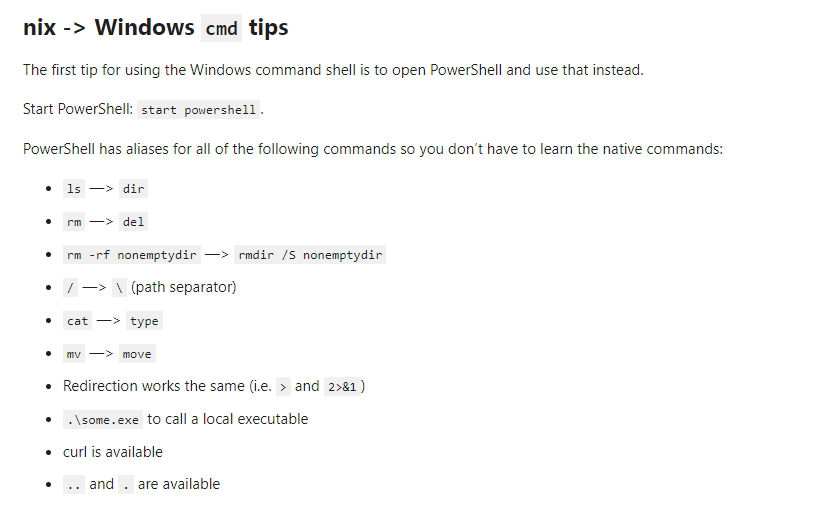 nix -> Windows cmd tips
The first tip for using the Windows command shell is to open PowerShell and use that instead.
Start PowerShell: start powershell.
PowerShell has aliases for all of the following commands so you don't have to learn the native commands:
• ls —> dir
• rm —> del
• rm -rf nonemptydir —> rmdir /S nonemptydir
• / —> \ (path separator)
• cat —> type
• mv —> move
• Redirection works the same (i.e. > and 2>&1)
• .\some.exe to call a local executable
• curl is available
• .. and . are available